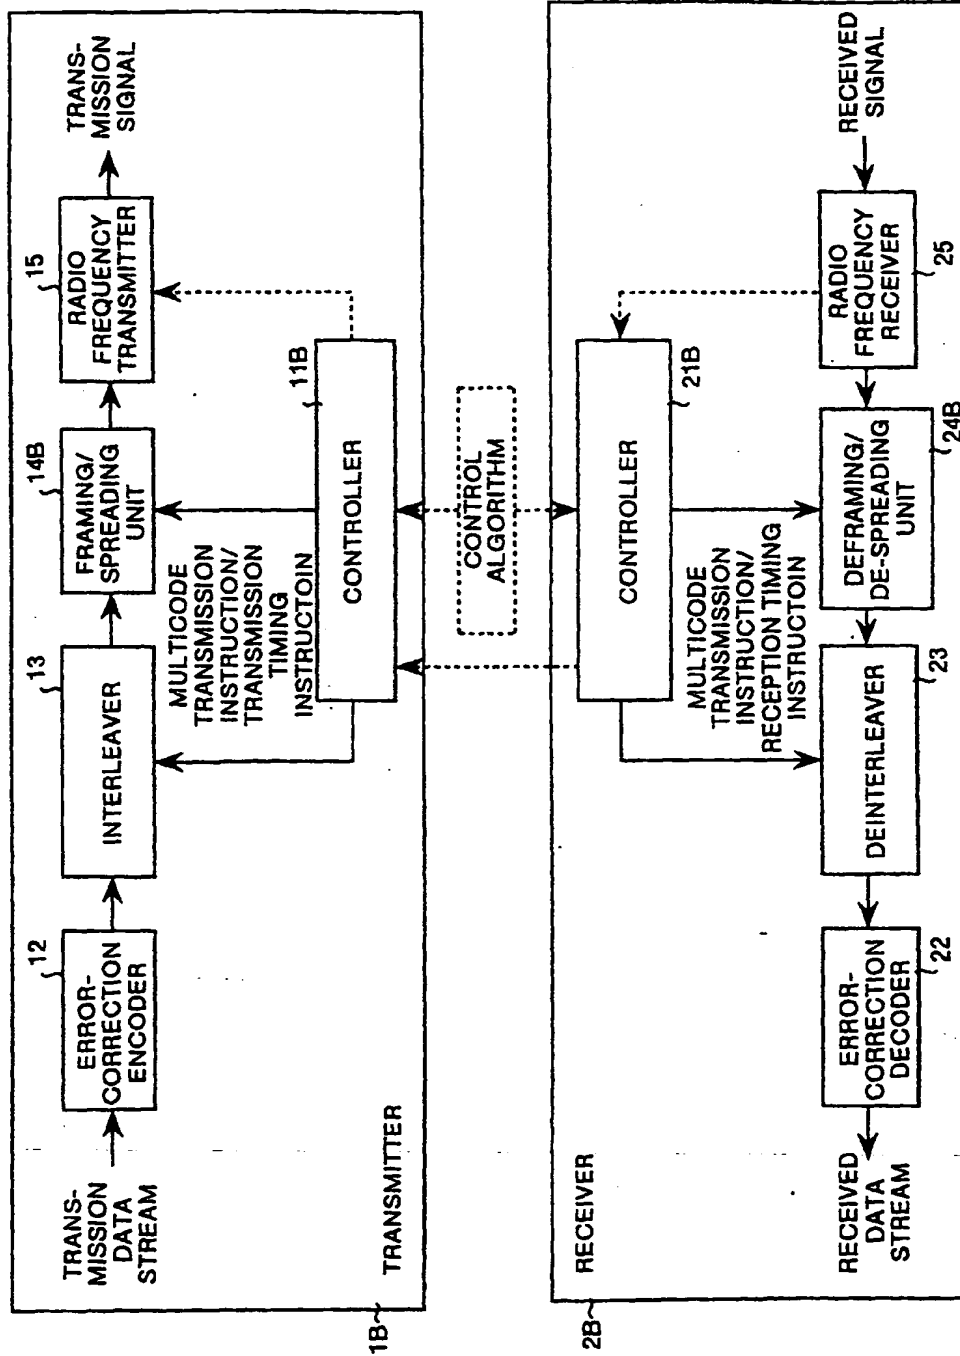 TRANS-
MISSION
DATA
STREAM
12
ERROR-
CORRECTION
ENCODER
13
INTERLEAVER
14B
FRAMING/
SPREADING
UNIT
15
RADIO
FREQUENCY
TRANSMITTER
TRANS-
MISSION
SIGNAL
MULTICODE
TRANSMISSION
INSTRUCTION/
TRANSMISSION
TIMING
INSTRUCTOIN
11B
CONTROLLER
TRANSMITTER
1B
CONTROL
ALGORITHM
2B
RECEIVER
CONTROLLER
21B
MULTICODE
TRANSMISSION
INSTRUCTION/
RECEPTION TIMING
INSTRUCTOIN
RECEIVED
DATA
STREAM
ERROR-
CORRECTION
DECODER
22
DEINTERLEAVER
23
DEFRAMING/
DE-SPREADING
UNIT
24B
RADIO
FREQUENCY
RECEIVER
25
RECEIVED
SIGNAL